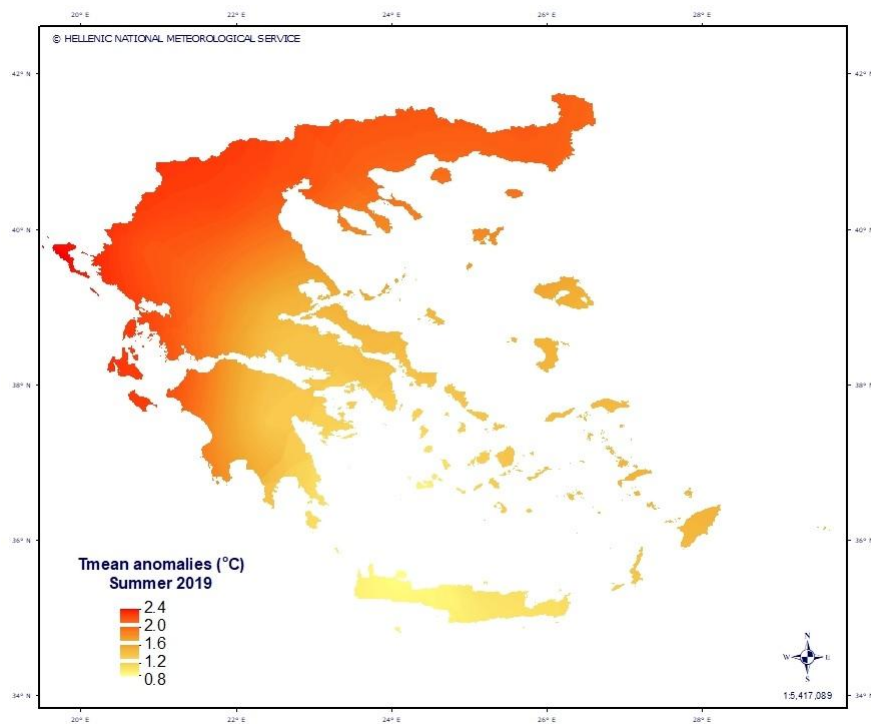 20° E 22° E 24° E 26° E 28° E
© HELLENIC NATIONAL METEOROLOGICAL SERVICE
42° N 42° N
40° N 40° N
38° N 38° N
36° N 36° N
Tmean anomalies (°C)
Summer 2019
2.4
2.0
1.6
1.2
0.8
N
W E
S
1:5,417,089
34° N 34° N
20° E 22° E 24° E 26° E 28° E